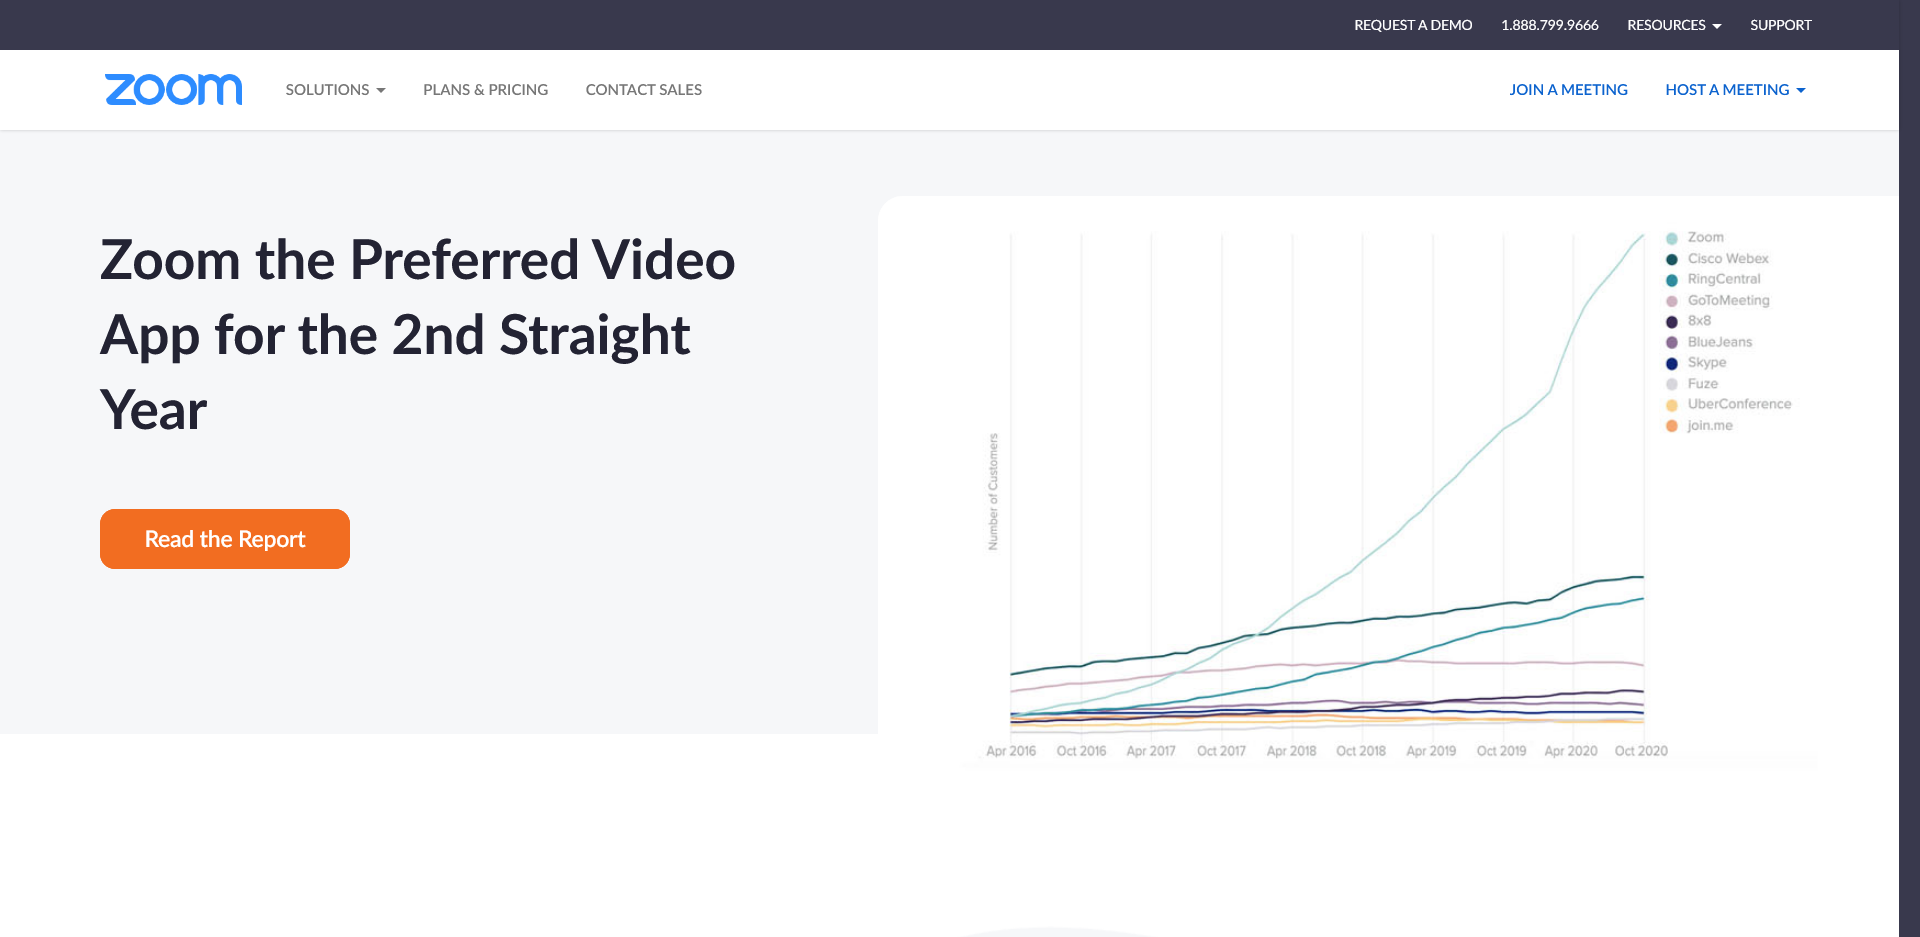 REQUEST A DEMO 1.888.799.9666 RESOURCES SUPPORT
zoom SOLUTIONS PLANS & PRICING CONTACT SALES JOIN A MEETING HOST A MEETING
Zoom the Preferred Video
App for the 2nd Straight
Year
Read the Report
Number of Customers
Zoom
Cisco Webex
RingCentral
GoToMeeting
8x8
BlueJeans
Skype
Fuze
UberConference
join.me
Apr 2016 Oct 2016 Apr 2017 Oct 2017 Apr 2018 Oct 2018 Apr 2019 Oct 2019 Apr 2020 Oct 2020